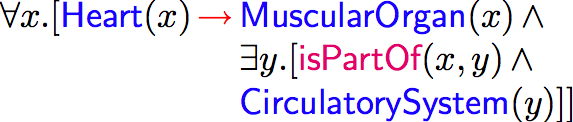 ∀x.[Heart(x) → MuscularOrgan(x) ∧
∃y.[isPartOf(x, y) ∧
CirculatorySystem(y)]]